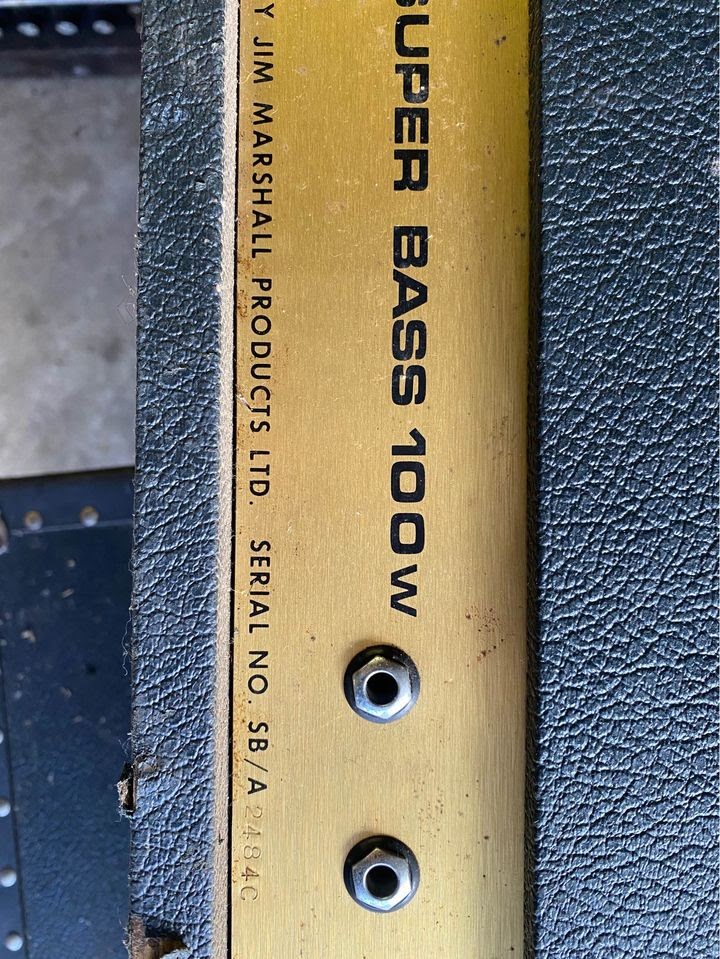 SUPER BASS 100W
Y JIM MARSHALL PRODUCTS LTD. SERIAL NO. SB/A 2484C